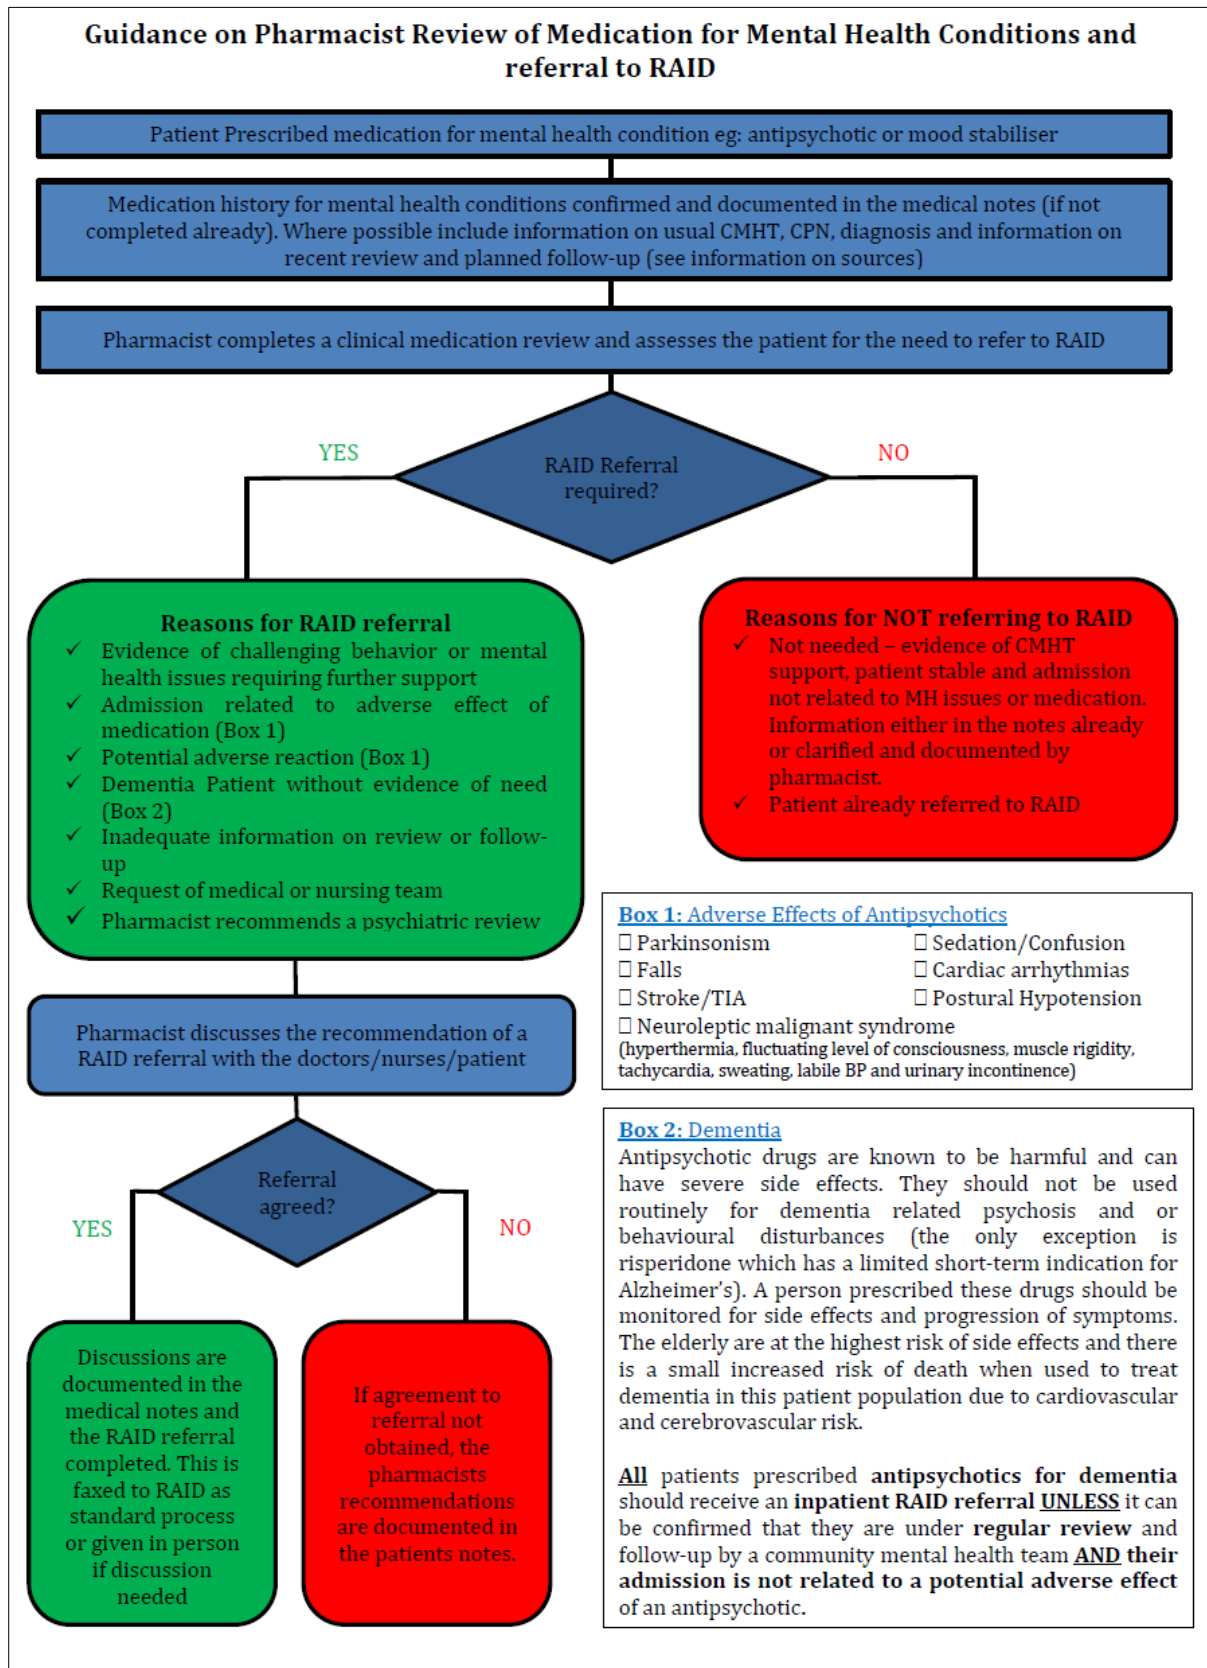 Guidance on Pharmacist Review of Medication for Mental Health Conditions and
referral to RAID
Patient Prescribed medication for mental health condition eg: antipsychotic or mood stabiliser
Medication history for mental health conditions confirmed and documented in the medical notes (if not
completed already). Where possible include information on usual CMHT, CPN, diagnosis and information on
recent review and planned follow-up (see information on sources)
Pharmacist completes a clinical medication review and assesses the patient for the need to refer to RAID
YES
RAID Referral
required?
NO
Reasons for RAID referral
✓ Evidence of challenging behavior or mental
health issues requiring further support
✓ Admission related to adverse effect of
medication (Box 1)
✓ Potential adverse reaction (Box 1)
✓ Dementia Patient without evidence of need
(Box 2)
✓ Inadequate information on review or follow-
up
✓ Request of medical or nursing team
✓ Pharmacist recommends a psychiatric review
Reasons for NOT referring to RAID
✓ Not needed – evidence of CMHT
support, patient stable and admission
not related to MH issues or medication.
Information either in the notes already
or clarified and documented by
pharmacist.
✓ Patient already referred to RAID
Pharmacist discusses the recommendation of a
RAID referral with the doctors/nurses/patient
Referral
agreed?
YES
NO
Discussions are
documented in the
medical notes and
the RAID referral
completed. This is
faxed to RAID as
standard process
or given in person
if discussion
needed
If agreement to
referral not
obtained, the
pharmacists
recommendations
are documented in
the patients notes.
Box 1: Adverse Effects of Antipsychotics
□ Parkinsonism □ Sedation/Confusion
□ Falls □ Cardiac arrhythmias
□ Stroke/TIA □ Postural Hypotension
□ Neuroleptic malignant syndrome
(hyperthermia, fluctuating level of consciousness, muscle rigidity,
tachycardia, sweating, labile BP and urinary incontinence)
Box 2: Dementia
Antipsychotic drugs are known to be harmful and can
have severe side effects. They should not be used
routinely for dementia related psychosis and or
behavioural disturbances (the only exception is
risperidone which has a limited short-term indication for
Alzheimer's). A person prescribed these drugs should be
monitored for side effects and progression of symptoms.
The elderly are at the highest risk of side effects and there
is a small increased risk of death when used to treat
dementia in this patient population due to cardiovascular
and cerebrovascular risk.
All patients prescribed antipsychotics for dementia
should receive an inpatient RAID referral UNLESS it can
be confirmed that they are under regular review and
follow-up by a community mental health team AND their
admission is not related to a potential adverse effect
of an antipsychotic.